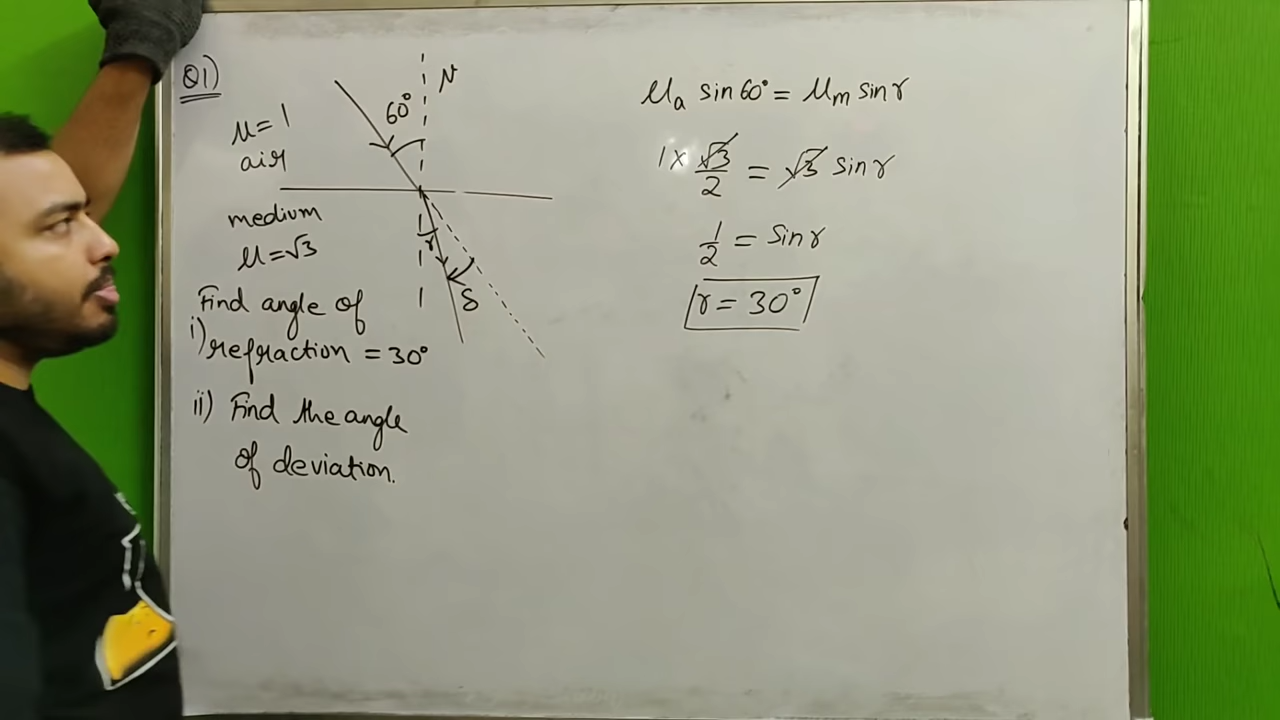 Q1)
N
60°
μ=1
air
medium
μ=√3
r
δ
Find angle of
i) refraction = 30°
ii) Find the angle
of deviation.
μa sin 60° = μm sin r
1 × √3/2 = √3 sin r
1/2 = sin r
r = 30°